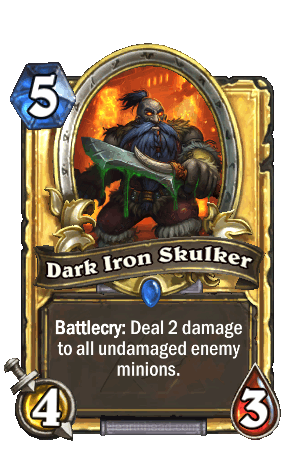 5
Dark Iron Skulker
Battlecry: Deal 2 damage
to all undamaged enemy
minions.
4
3